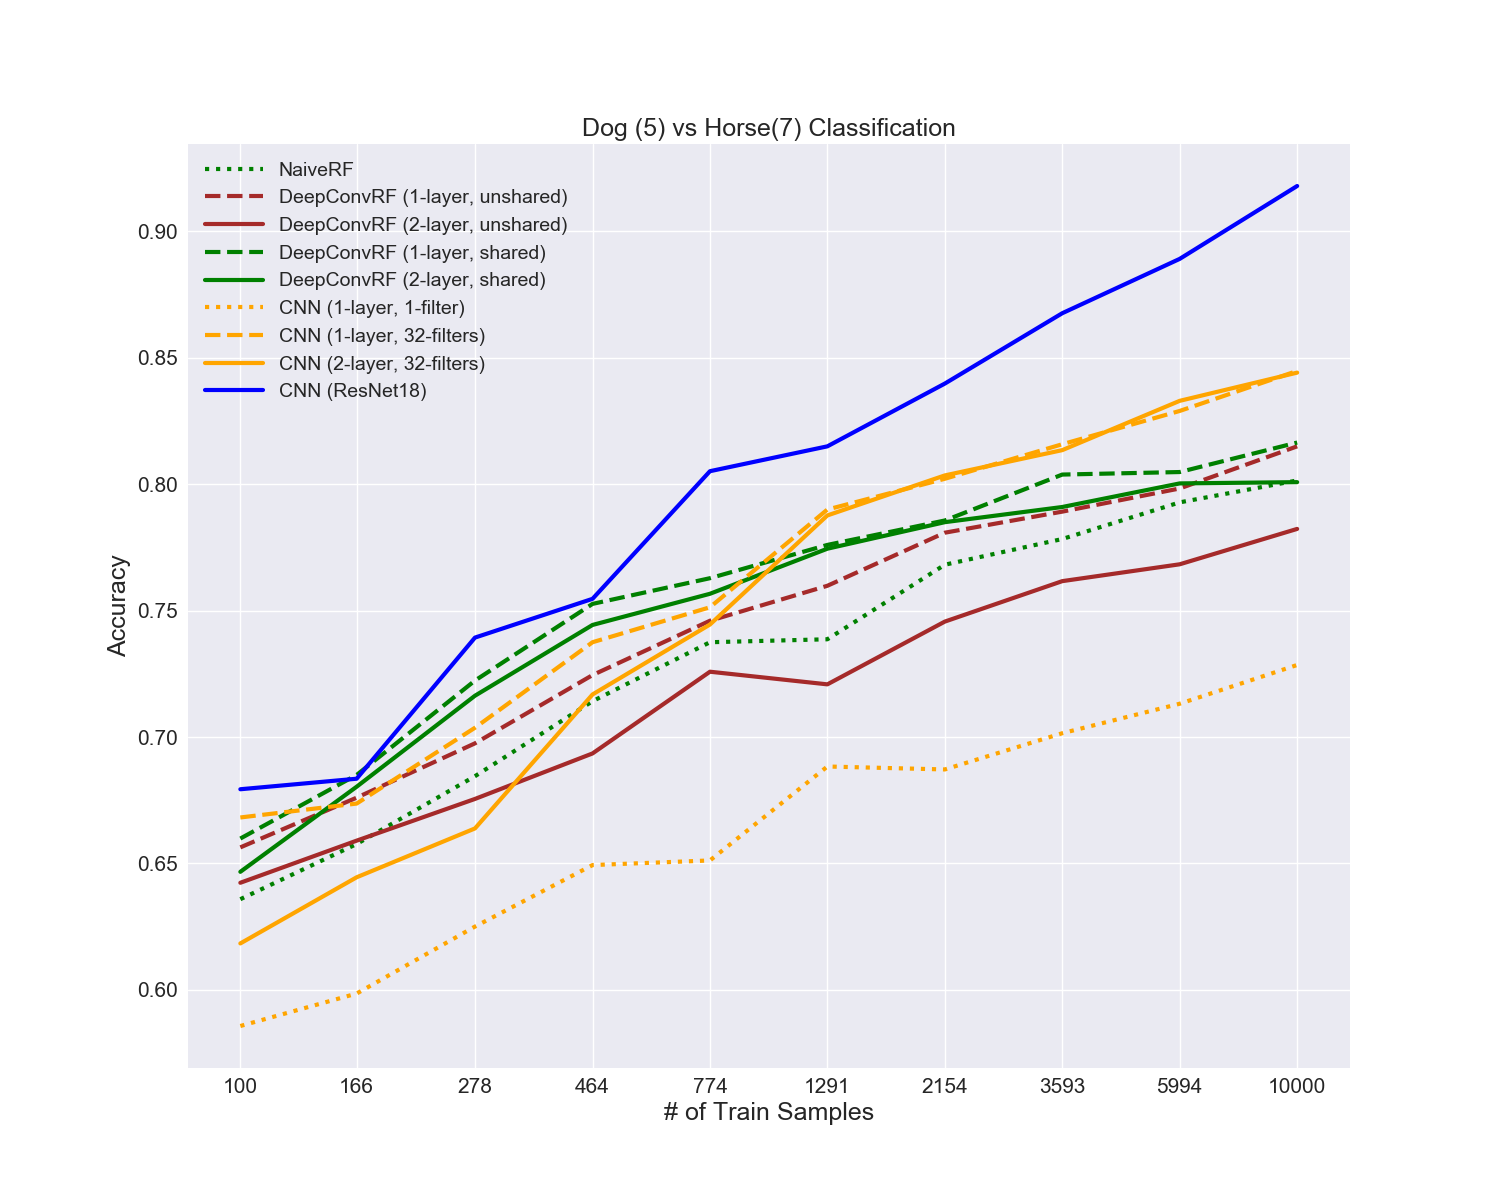 Dog (5) vs Horse(7) Classification
NaiveRF
DeepConvRF (1-layer, unshared)
DeepConvRF (2-layer, unshared)
DeepConvRF (1-layer, shared)
DeepConvRF (2-layer, shared)
CNN (1-layer, 1-filter)
CNN (1-layer, 32-filters)
CNN (2-layer, 32-filters)
CNN (ResNet18)
0.90
0.85
0.80
0.75
0.70
0.65
0.60
Accuracy
100 166 278 464 774 1291 2154 3593 5994 10000
# of Train Samples